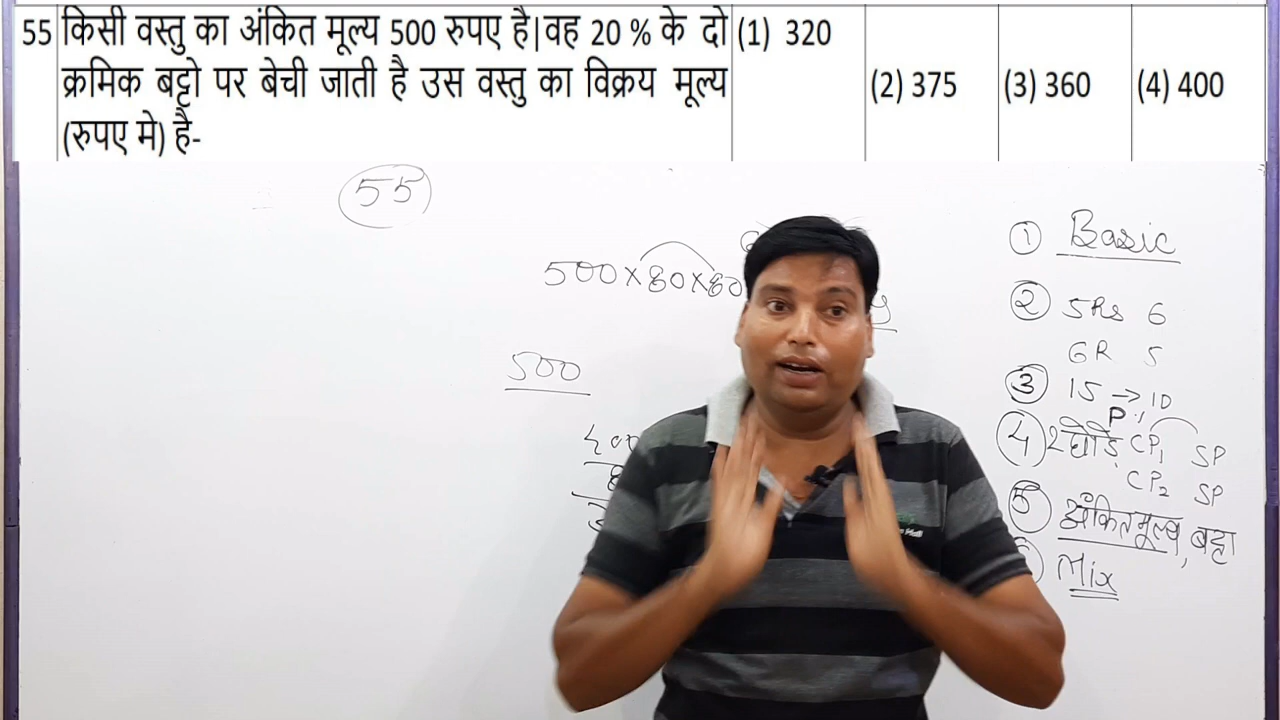 55 किसी वस्तु का अंकित मूल्य 500 रुपए है|वह 20 % के दो
क्रमिक बट्टो पर बेची जाती है उस वस्तु का विक्रय मूल्य
(रुपए मे) है-
(1) 320
(2) 375
(3) 360
(4) 400
55
500×80×80
500
① Basic
② 5Rs 6
6R 5
③ 15 → 10
P
④ 2 घोड़े CP₁ SP
CP₂ SP
⑤ अंकित मूल्य, बट्टा
Mix